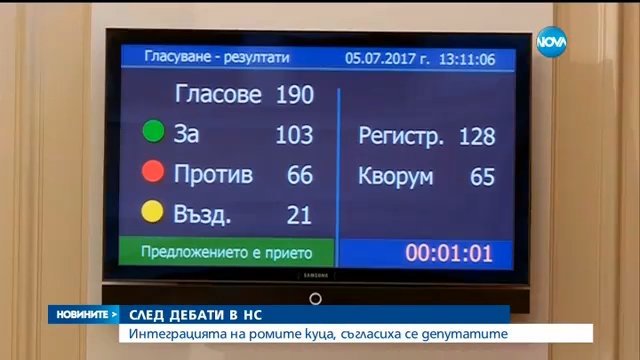 Гласуване - резултати 05.07.2017 г. 13:11:06
NOVA
Гласове 190
За 103
Против 66
Възд. 21
Регистр. 128
Кворум 65
Предложението е прието 00:01:01
SAMSUNG
НОВИНИТЕ СЛЕД ДЕБАТИ В НС
Интеграцията на ромите куца, съгласиха се депутатите